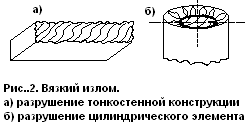 а)
б)
Рис..2. Вязкий излом.
а) разрушение тонкостенной конструкции
б) разрушение цилиндрического элемента